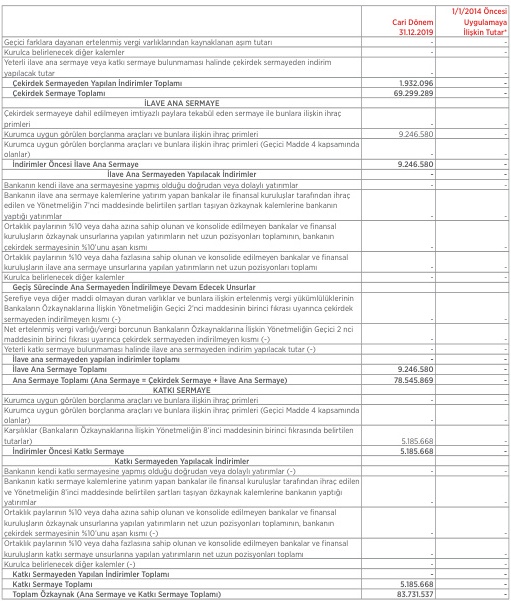 1/1/2014 Öncesi
Cari Dönem Uygulamaya
31.12.2019 İlişkin Tutar*
Geçici farklara dayanan ertelenmiş vergi varlıklarından kaynaklanan aşım tutarı - -
Kurulca belirlenecek diğer kalemler - -
Yeterli ilave ana sermaye veya katkı sermaye bulunmaması halinde çekirdek sermayeden indirim
yapılacak tutar - -
Çekirdek Sermayeden Yapılan İndirimler Toplamı 1.932.096 -
Çekirdek Sermaye Toplamı 69.299.289 -
İLAVE ANA SERMAYE
Çekirdek sermayeye dahil edilmeyen imtiyazlı paylara tekabül eden sermaye ile bunlara ilişkin ihraç
primleri - -
Kurumca uygun görülen borçlanma araçları ve bunlara ilişkin ihraç primleri 9.246.580 -
Kurumca uygun görülen borçlanma araçları ve bunlara ilişkin ihraç primleri (Geçici Madde 4 kapsamında
olanlar) - -
İndirimler Öncesi İlave Ana Sermaye 9.246.580 -
İlave Ana Sermayeden Yapılacak İndirimler - -
Bankanın kendi ilave ana sermayesine yapmış olduğu doğrudan veya dolaylı yatırımlar - -
Bankanın ilave ana sermaye kalemlerine yatırım yapan bankalar ile finansal kuruluşlar tarafından ihraç
edilen ve Yönetmeliğin 7'nci maddesinde belirtilen şartları taşıyan özkaynak kalemlerine bankanın
yaptığı yatırımlar - -
Ortaklık paylarının %10 veya daha azına sahip olunan ve konsolide edilmeyen bankalar ve finansal
kuruluşların özkaynak unsurlarına yapılan yatırımların net uzun pozisyonları toplamının, bankanın
çekirdek sermayesinin %10'unu aşan kısmı - -
Ortaklık paylarının %10 veya daha fazlasına sahip olunan ve konsolide edilmeyen bankalar ve finansal
kuruluşların ilave ana sermaye unsurlarına yapılan yatırımların net uzun pozisyonları toplamı - -
Kurulca belirlenecek diğer kalemler - -
Geçiş Sürecinde Ana Sermayeden İndirilmeye Devam Edecek Unsurlar
Şerefiye veya diğer maddi olmayan duran varlıklar ve bunlara ilişkin ertelenmiş vergi yükümlülüklerinin
Bankaların Özkaynaklarına İlişkin Yönetmeliğin Geçici 2'nci maddesinin birinci fıkrası uyarınca çekirdek
sermayeden indirilmeyen kısmı (-) - -
Net ertelenmiş vergi varlığı/vergi borcunun Bankaların Özkaynaklarına İlişkin Yönetmeliğin Geçici 2 nci
maddesinin birinci fıkrası uyarınca çekirdek sermayeden indirilmeyen kısmı (-) - -
Yeterli katkı sermaye bulunmaması halinde ilave ana sermayeden indirim yapılacak tutar (-) - -
İlave ana sermayeden yapılan indirimler toplamı - -
İlave Ana Sermaye Toplamı 9.246.580 -
Ana Sermaye Toplamı (Ana Sermaye = Çekirdek Sermaye + İlave Ana Sermaye) 78.545.869 -
KATKI SERMAYE
Kurumca uygun görülen borçlanma araçları ve bunlara ilişkin ihraç primleri - -
Kurumca uygun görülen borçlanma araçları ve bunlara ilişkin ihraç primleri (Geçici Madde 4 kapsamında
olanlar) - -
Karşılıklar (Bankaların Özkaynaklarına İlişkin Yönetmeliğin 8'inci maddesinin birinci fıkrasında belirtilen
tutarlar) 5.185.668 -
İndirimler Öncesi Katkı Sermaye 5.185.668 -
Katkı Sermayeden Yapılacak İndirimler
Bankanın kendi katkı sermayesine yapmış olduğu doğrudan veya dolaylı yatırımlar (-) - -
Bankanın katkı sermaye kalemlerine yatırım yapan bankalar ile finansal kuruluşlar tarafından ihraç edilen
ve Yönetmeliğin 8'inci maddesinde belirtilen şartları taşıyan özkaynak kalemlerine bankanın yaptığı
yatırımlar - -
Ortaklık paylarının %10 veya daha azına sahip olunan ve konsolide edilmeyen bankalar ve finansal
kuruluşların özkaynak unsurlarına yapılan yatırımların net uzun pozisyonları toplamının, bankanın
çekirdek sermayesinin %10'unu aşan kısmı (-) -
Ortaklık paylarının %10 veya daha fazlasına sahip olunan ve konsolide edilmeyen bankalar ve finansal
kuruluşların katkı sermaye unsurlarına yapılan yatırımların net uzun pozisyonları toplamı - -
Kurulca belirlenecek diğer kalemler (-) - -
Katkı Sermayeden Yapılan İndirimler Toplamı - -
Katkı Sermaye Toplamı 5.185.668 -
Toplam Özkaynak (Ana Sermaye ve Katkı Sermaye Toplamı) 83.731.537 -